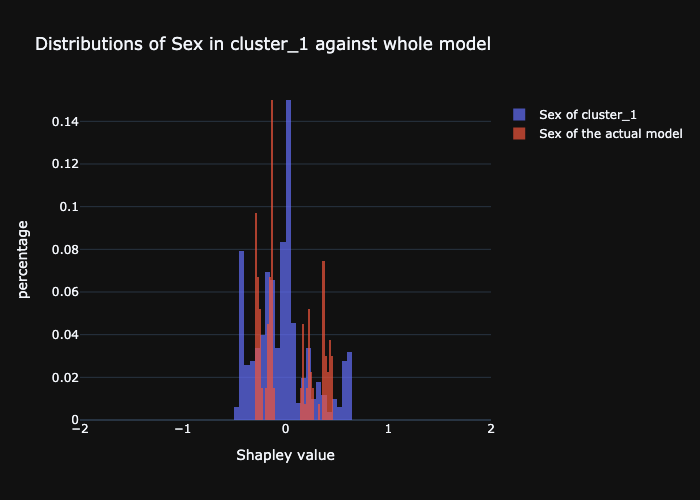 Distributions of Sex in cluster_1 against whole model
Sex of cluster_1
Sex of the actual model
0.14
0.12
0.1
0.08
0.06
0.04
0.02
0
percentage
−2
−1
0
1
2
Shapley value